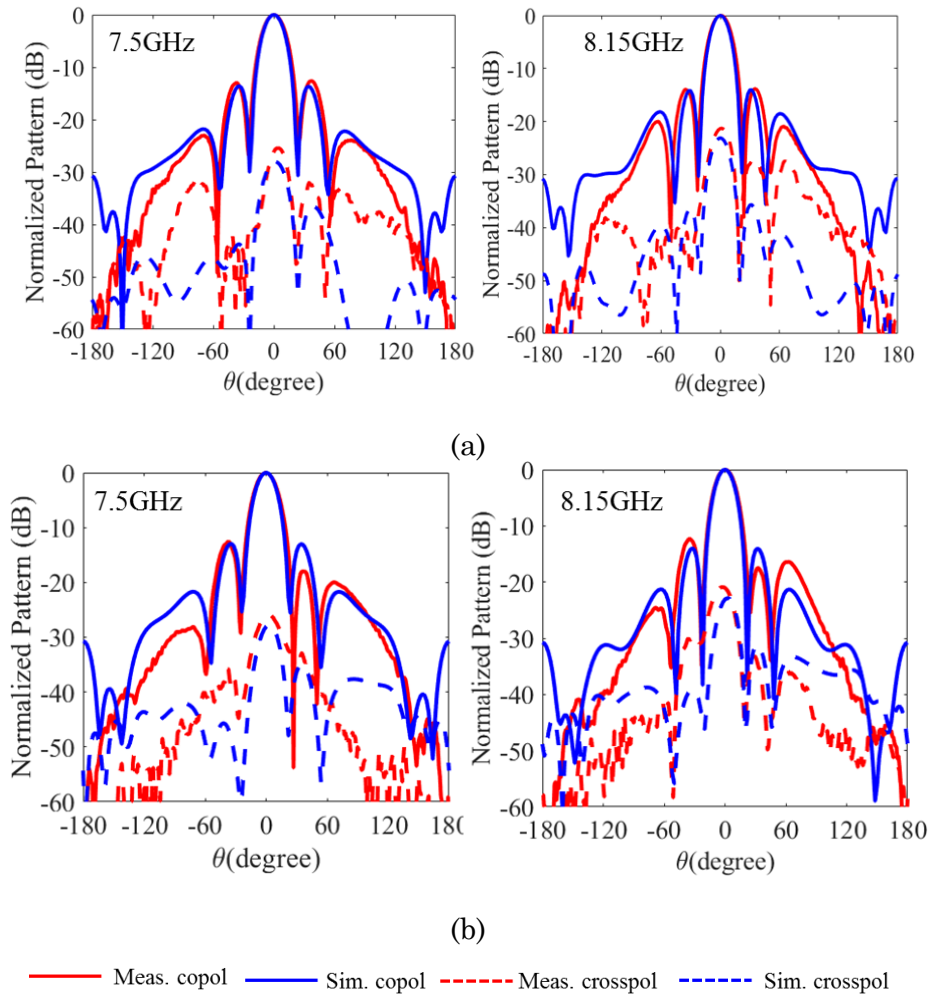 7.5GHz
Normalized Pattern (dB)
0
-10
-20
-30
-40
-50
-60
-180 -120 -60 0 60 120 180
θ(degree)
8.15GHz
Normalized Pattern (dB)
0
-10
-20
-30
-40
-50
-60
-180 -120 -60 0 60 120 180
θ(degree)
(a)
7.5GHz
Normalized Pattern (dB)
0
-10
-20
-30
-40
-50
-60
-180 -120 -60 0 60 120 180
θ(degree)
8.15GHz
Normalized Pattern (dB)
0
-10
-20
-30
-40
-50
-60
-180 -120 -60 0 60 120 180
θ(degree)
(b)
Meas. copol Sim. copol Meas. crosspol Sim. crosspol